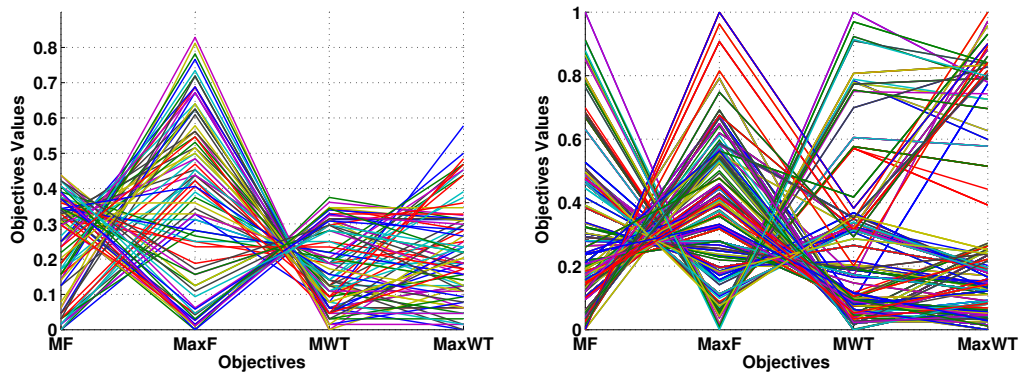 Objectives Values
0.8
0.7
0.6
0.5
0.4
0.3
0.2
0.1
0
MF MaxF MWT MaxWT
Objectives
Objectives Values
1
0.8
0.6
0.4
0.2
0
MF MaxF MWT MaxWT
Objectives